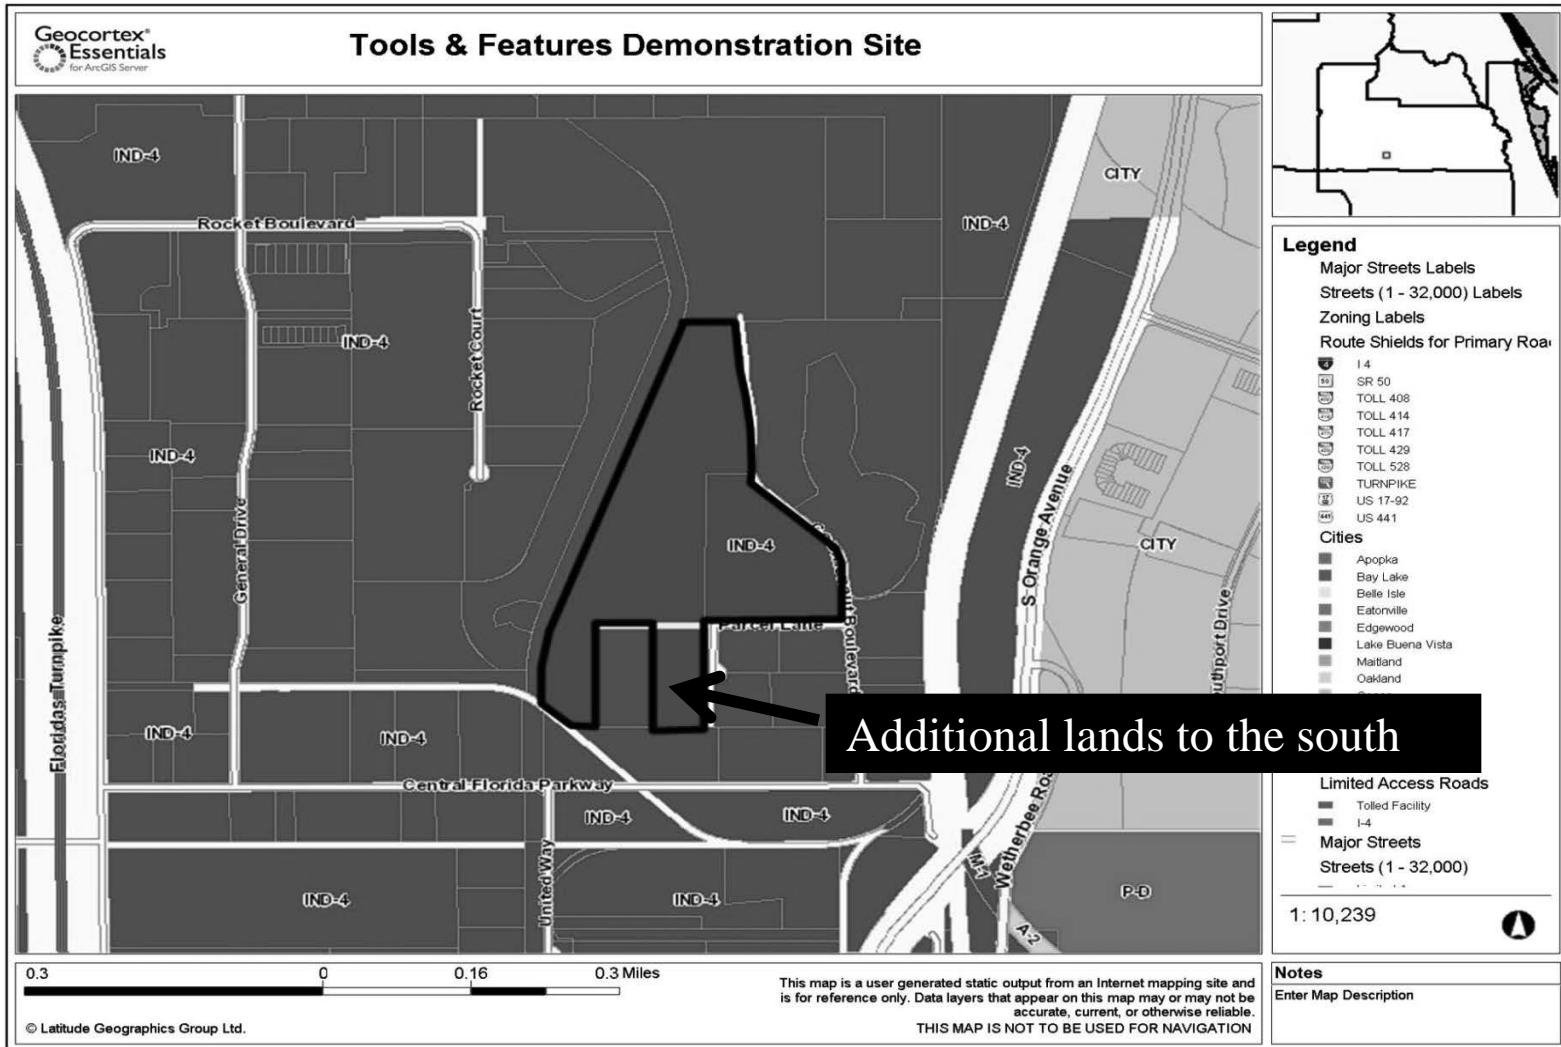 Geocortex®
Essentials
for ArcGIS Server
Tools & Features Demonstration Site
IND-4
CITY
Rocket Boulevard
IND-4
IND-4
Rocket Court
IND-4
IND-4
S Orange Avenue
General Drive
IND-4
CITY
Floridas Turnpike
Parcel Lane
Boulevard
IND-4
IND-4
Additional lands to the south
Central Florida Parkway
IND-4
IND-4
United Way
Wetherbee
M-1
IND-4
IND-4
P-D
A-2
Legend
Major Streets Labels
Streets (1 - 32,000) Labels
Zoning Labels
Route Shields for Primary Roa
I 4
SR 50
TOLL 408
TOLL 414
TOLL 417
TOLL 429
TOLL 528
TURNPIKE
US 17-92
US 441
Cities
Apopka
Bay Lake
Belle Isle
Eatonville
Edgewood
Lake Buena Vista
Maitland
Oakland
Limited Access Roads
Tolled Facility
I-4
Major Streets
Streets (1 - 32,000)
1: 10,239
0.3 0 0.16 0.3 Miles
© Latitude Geographics Group Ltd.
This map is a user generated static output from an Internet mapping site and
is for reference only. Data layers that appear on this map may or may not be
accurate, current, or otherwise reliable.
THIS MAP IS NOT TO BE USED FOR NAVIGATION
Notes
Enter Map Description